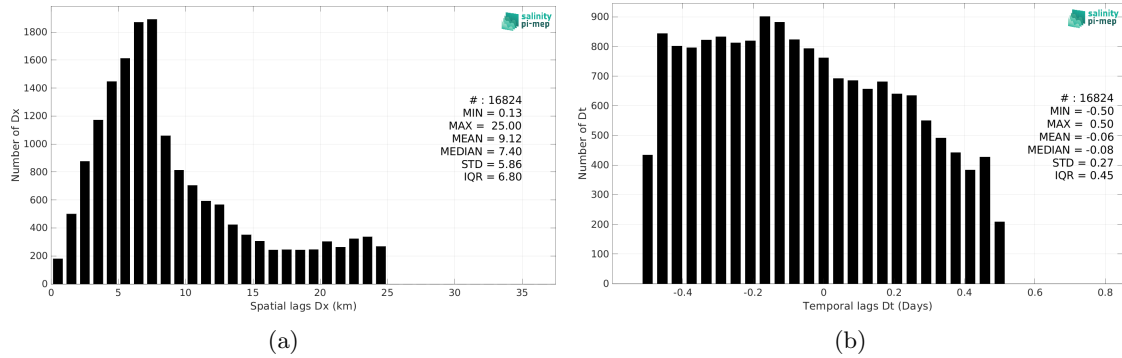 salinity
pi-mep
1800
1600
1400
1200
1000
800
600
400
200
0
Number of Dx
# : 16824
MIN = 0.13
MAX = 25.00
MEAN = 9.12
MEDIAN = 7.40
STD = 5.86
IQR = 6.80
0 5 10 15 20 25 30 35
Spatial lags Dx (km)
(a)
salinity
pi-mep
900
800
700
600
500
400
300
200
100
0
Number of Dt
# : 16824
MIN = -0.50
MAX = 0.50
MEAN = -0.06
MEDIAN = -0.08
STD = 0.27
IQR = 0.45
-0.4 -0.2 0 0.2 0.4 0.6 0.8
Temporal lags Dt (Days)
(b)